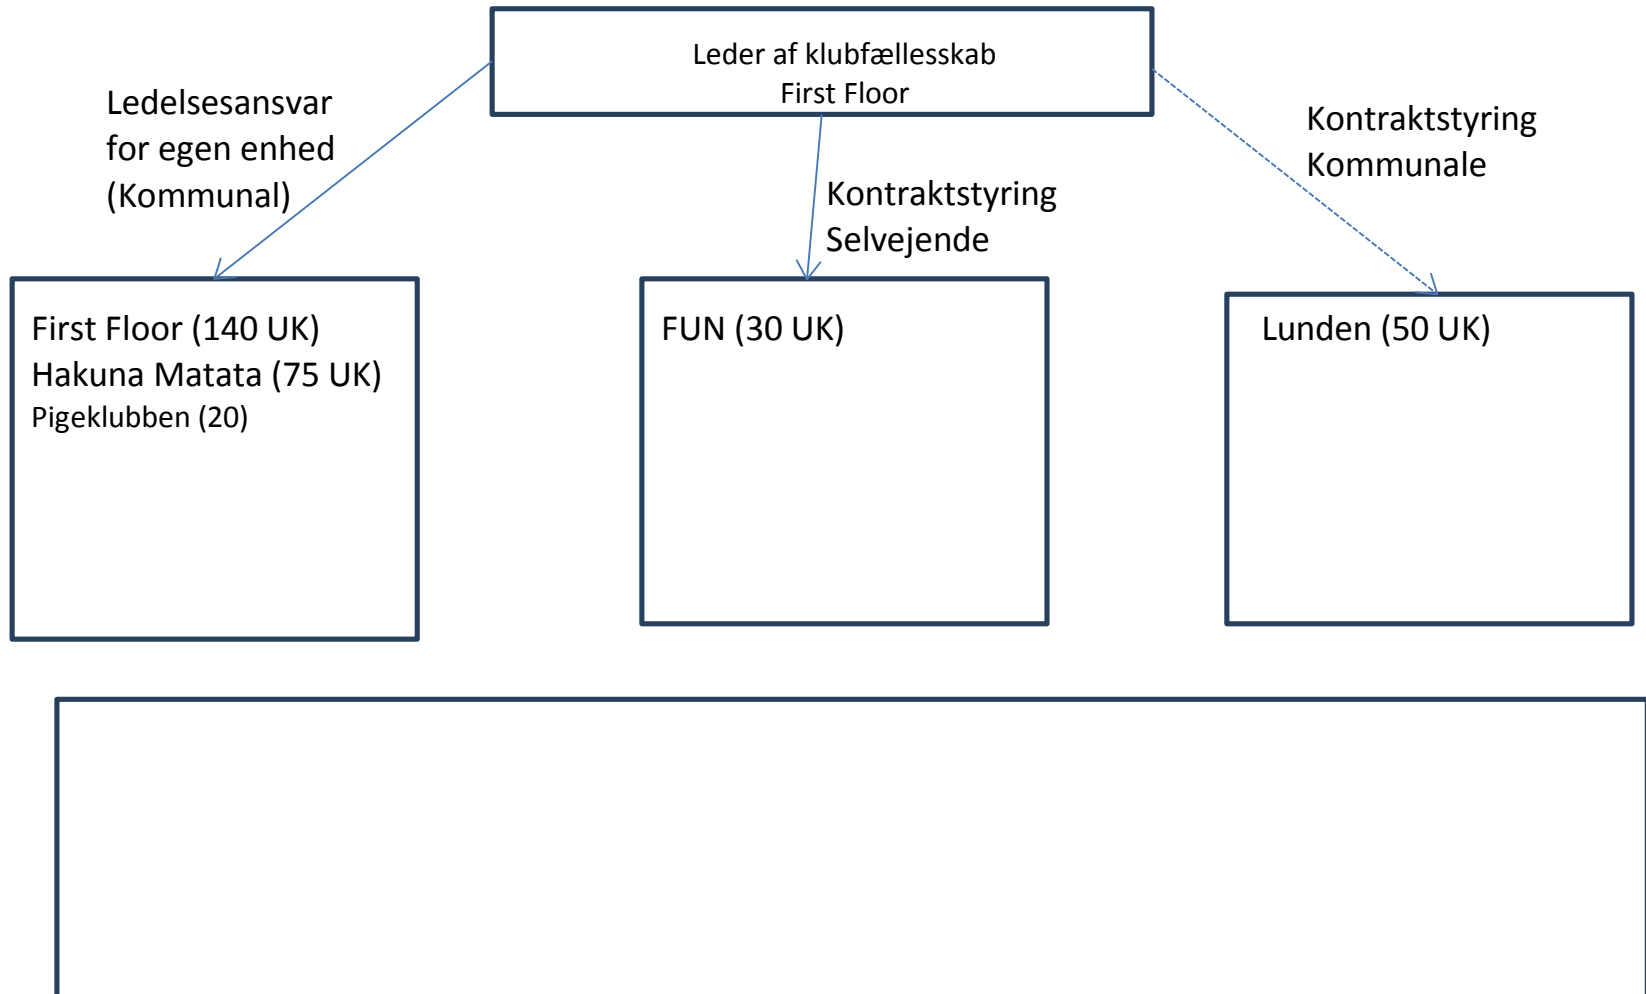 Leder af klubfællesskab
First Floor
Ledelsesansvar
for egen enhed
(Kommunal)
Kontraktstyring
Selvejende
Kontraktstyring
Kommunale
First Floor (140 UK)
Hakuna Matata (75 UK)
Pigeklubben (20)
FUN (30 UK)
Lunden (50 UK)